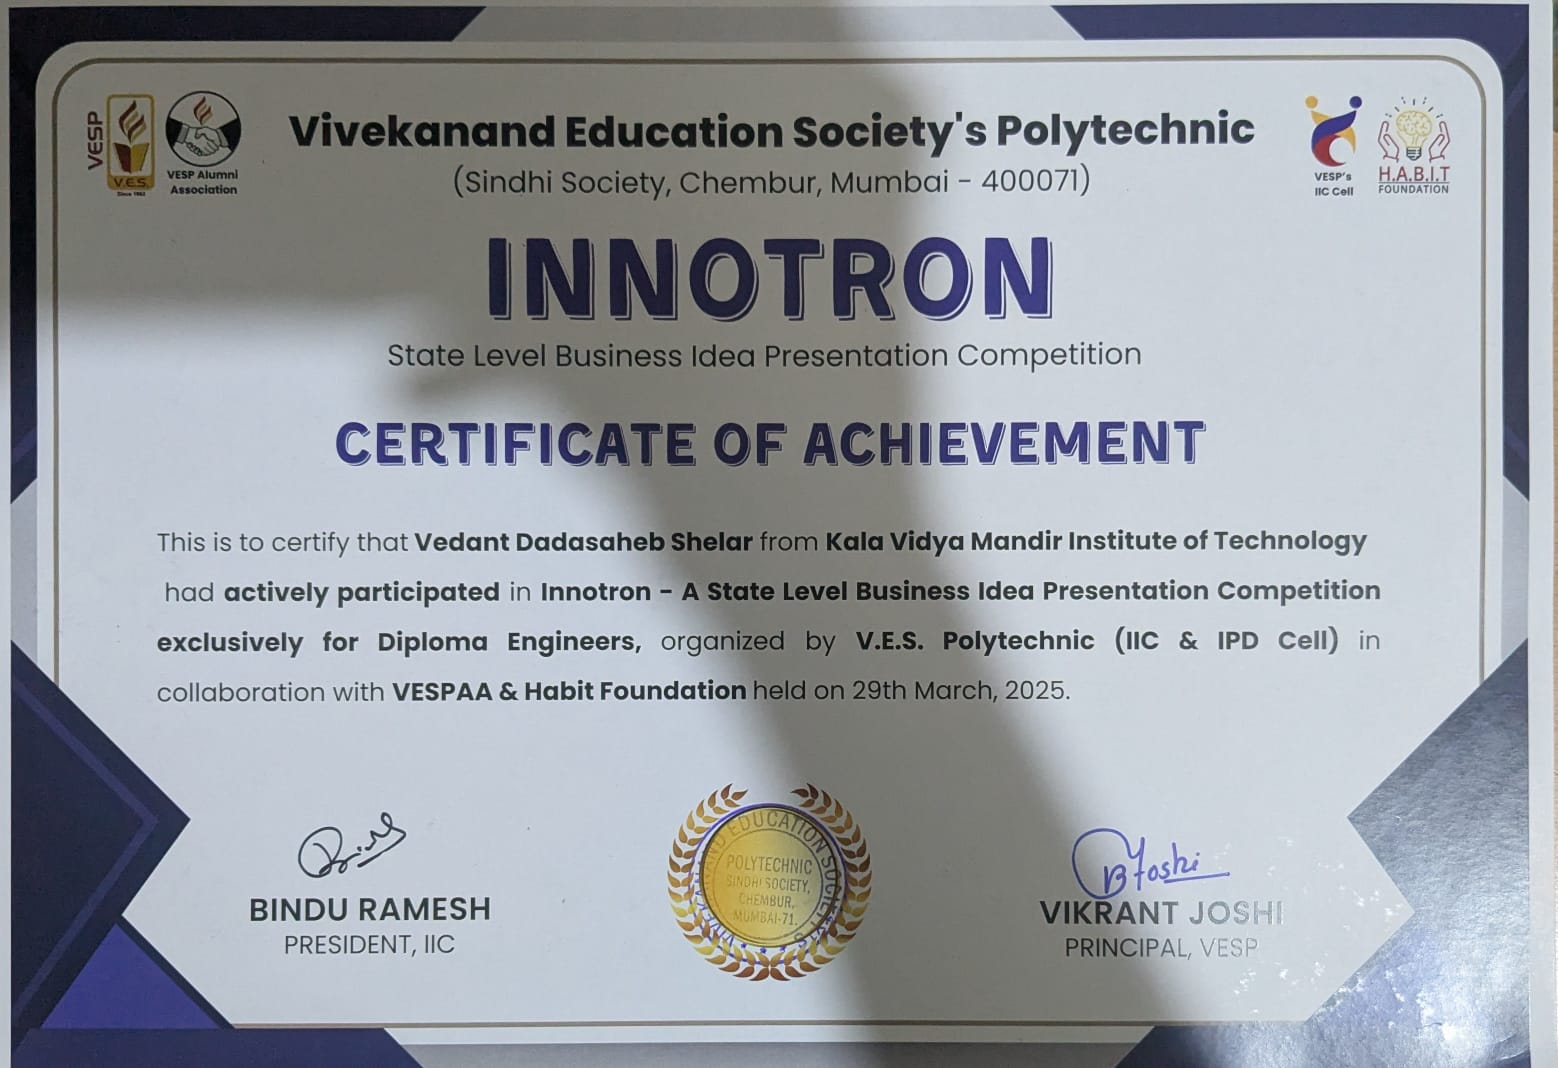 VESP
V.E.S.
Since 1962
VESP Alumni
Association
Vivekanand Education Society's Polytechnic
(Sindhi Society, Chembur, Mumbai - 400071)
VESP's
IIC Cell
H.A.B.I.T
FOUNDATION
INNOTRON
State Level Business Idea Presentation Competition
CERTIFICATE OF ACHIEVEMENT
This is to certify that Vedant Dadasaheb Shelar from Kala Vidya Mandir Institute of Technology
had actively participated in Innotron - A State Level Business Idea Presentation Competition
exclusively for Diploma Engineers, organized by V.E.S. Polytechnic (IIC & IPD Cell) in
collaboration with VESPAA & Habit Foundation held on 29th March, 2025.
BINDU RAMESH
PRESIDENT, IIC
VIVEKANAND EDUCATION SOCIETY'S
POLYTECHNIC
SINDHI SOCIETY,
CHEMBUR,
MUMBAI-71.
VIKRANT JOSHI
PRINCIPAL, VESP